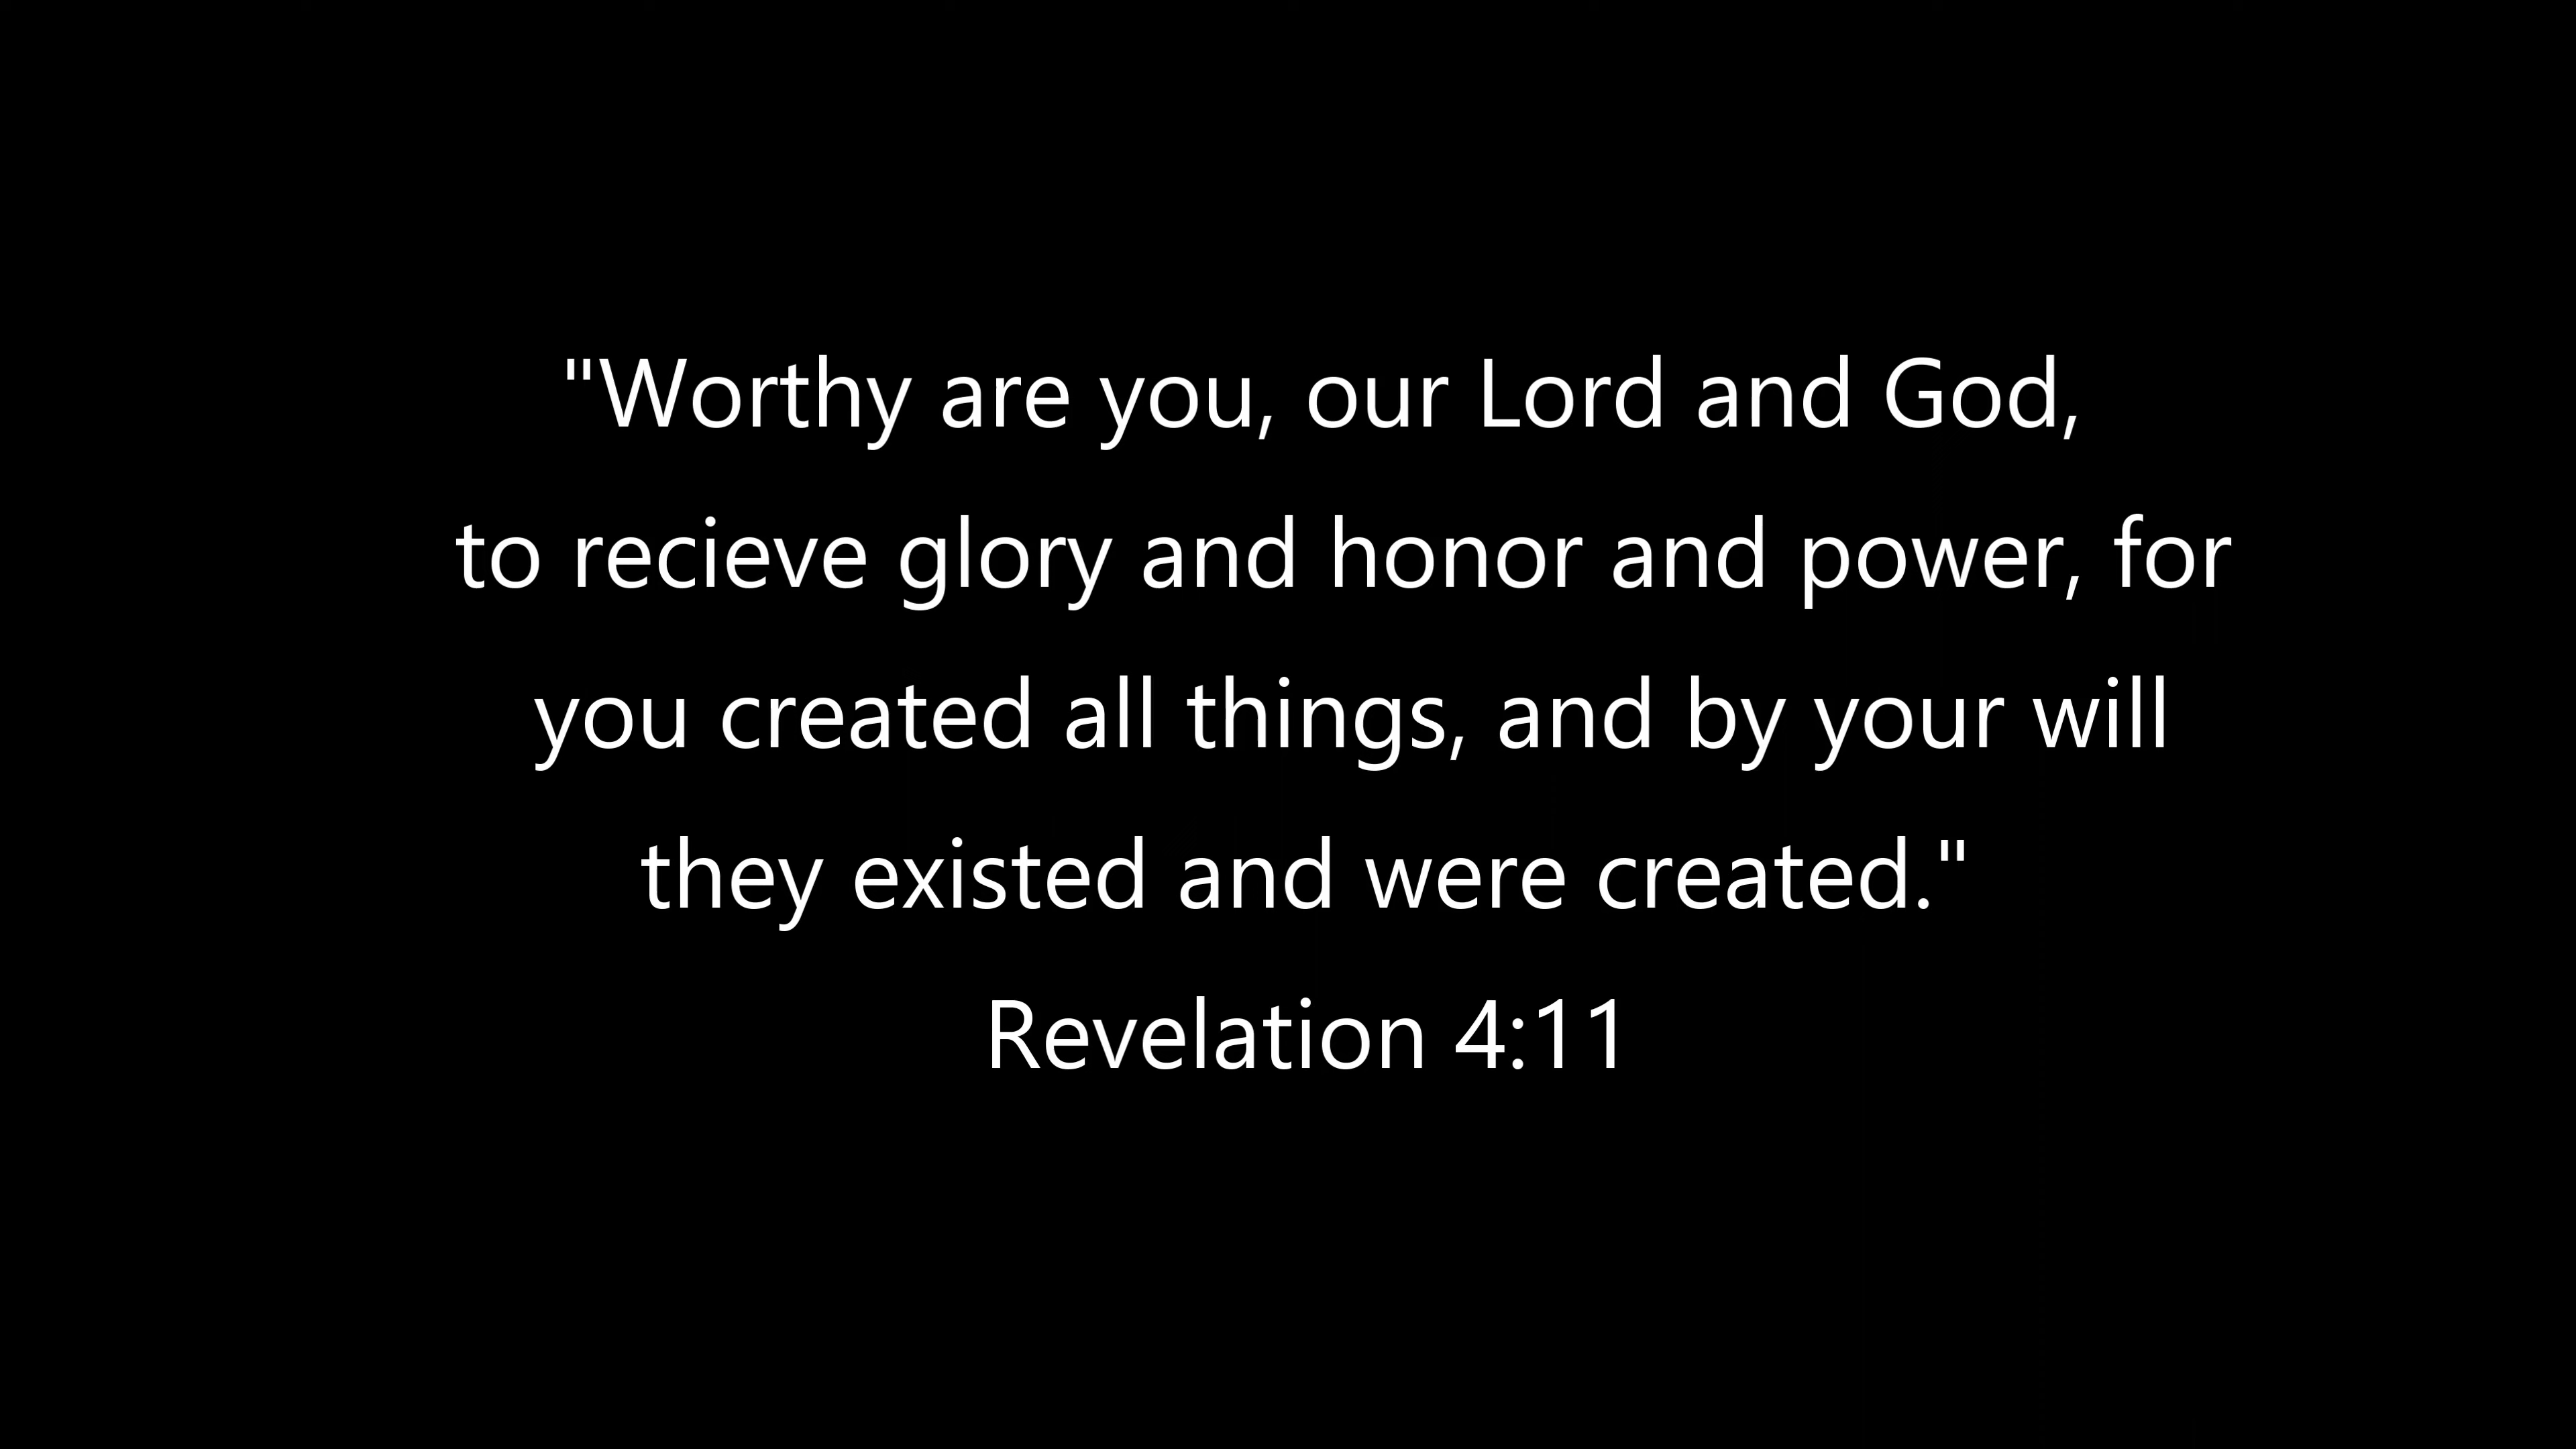 "Worthy are you, our Lord and God,
to recieve glory and honor and power, for
you created all things, and by your will
they existed and were created."
Revelation 4:11